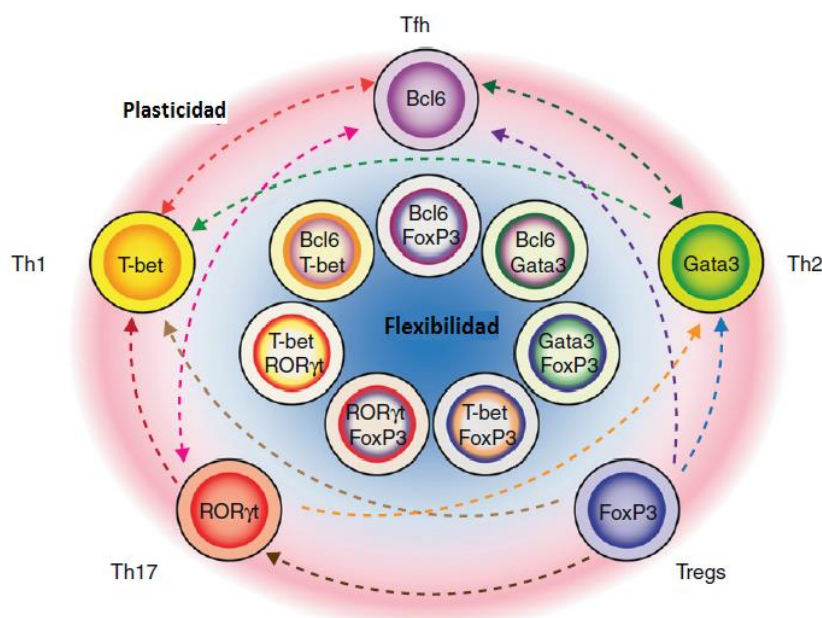 Tfh
Bcl6
Plasticidad
Bcl6
FoxP3
Bcl6
T-bet
Bcl6
Gata3
Th1
T-bet
Gata3
Th2
Flexibilidad
T-bet
RORγt
Gata3
FoxP3
RORγt
FoxP3
T-bet
FoxP3
RORγt
FoxP3
Th17
Tregs